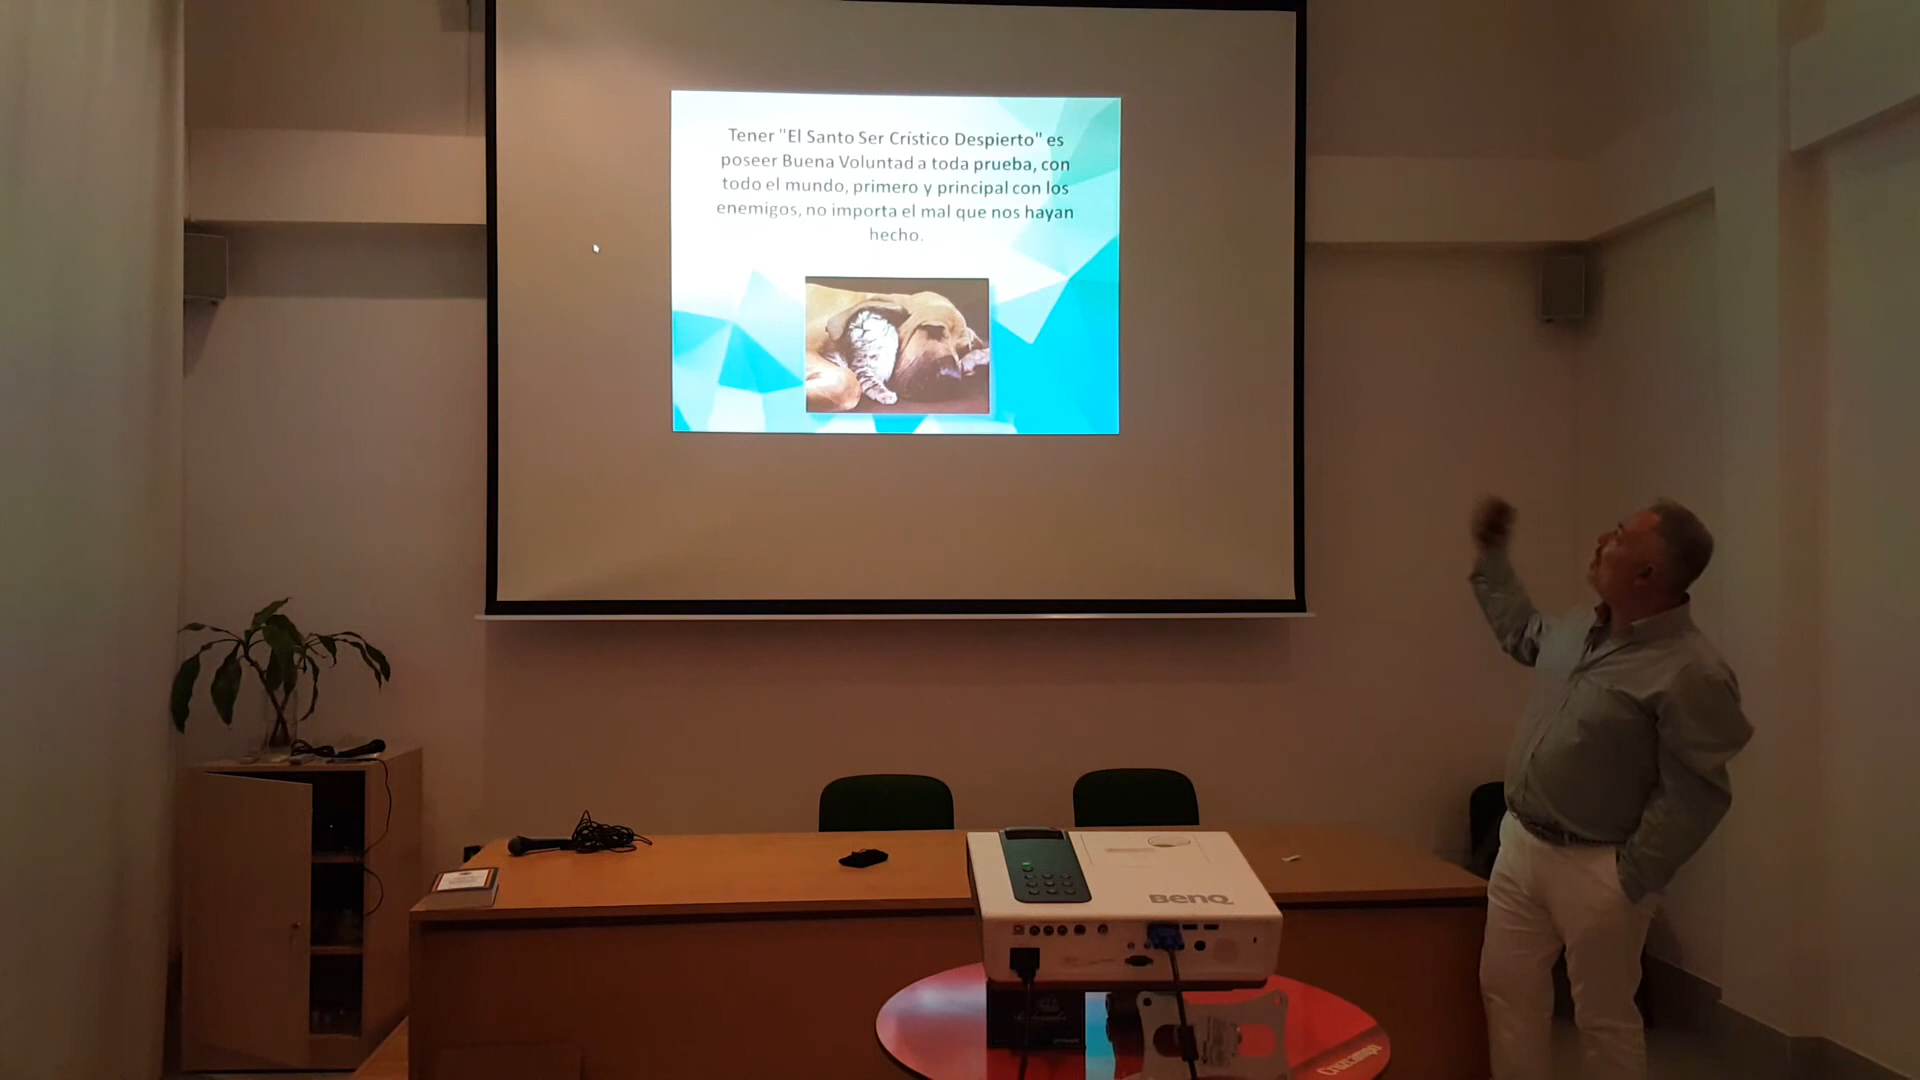 Tener "El Santo Ser Crístico Despierto" es
poseer Buena Voluntad a toda prueba, con
todo el mundo, primero y principal con los
enemigos, no importa el mal que nos hayan
hecho.
BenQ
Cruzcampo